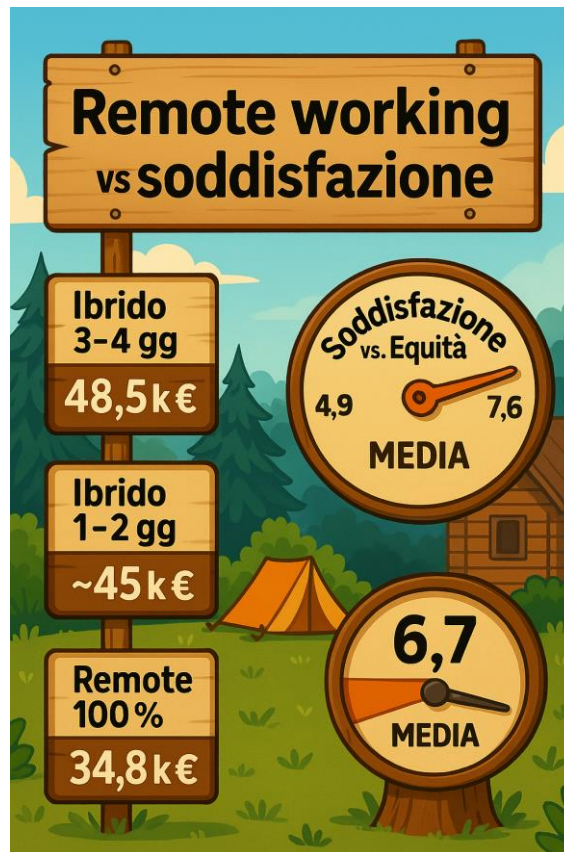 Remote working
vs soddisfazione
Ibrido
3-4 gg
48,5k€
Ibrido
1-2 gg
~45k€
Remote
100%
34,8k€
Soddisfazione
vs. Equità
4,9
7,6
MEDIA
6,7
MEDIA